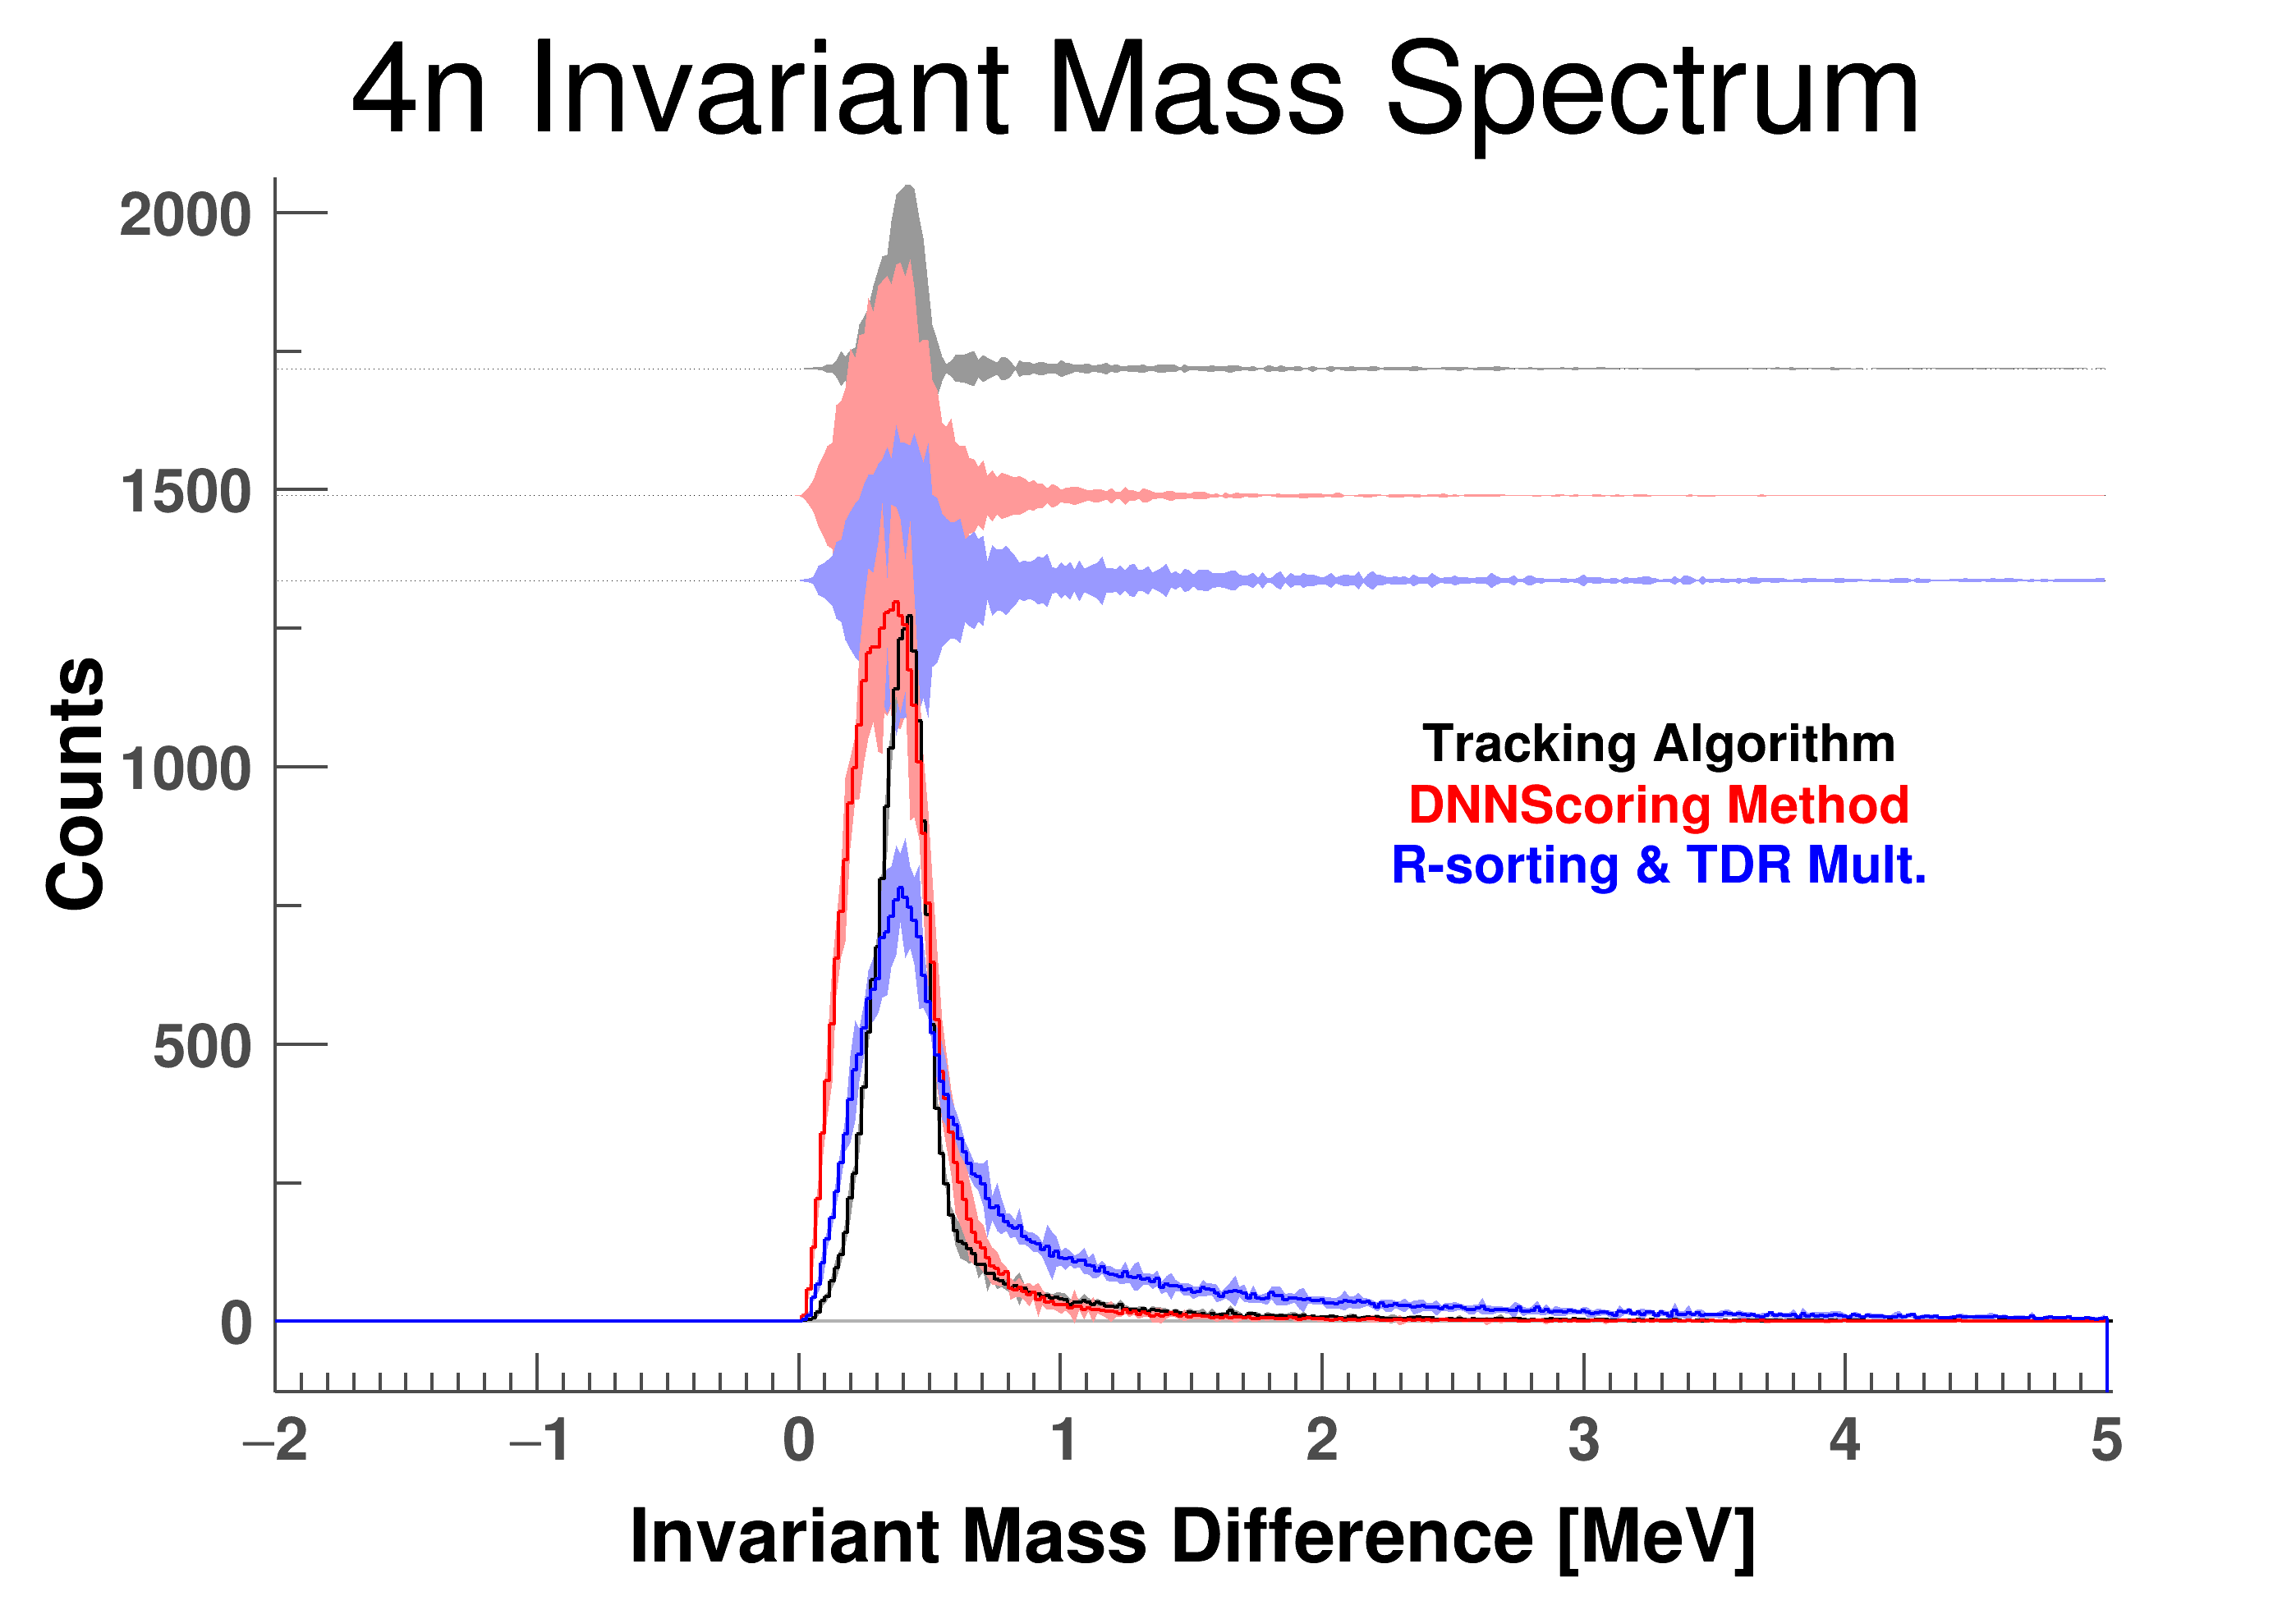 4n Invariant Mass Spectrum
2000
1500
1000
500
0
Counts
Tracking Algorithm
DNNScoring Method
R-sorting & TDR Mult.
−2 −1 0 1 2 3 4 5
Invariant Mass Difference [MeV]